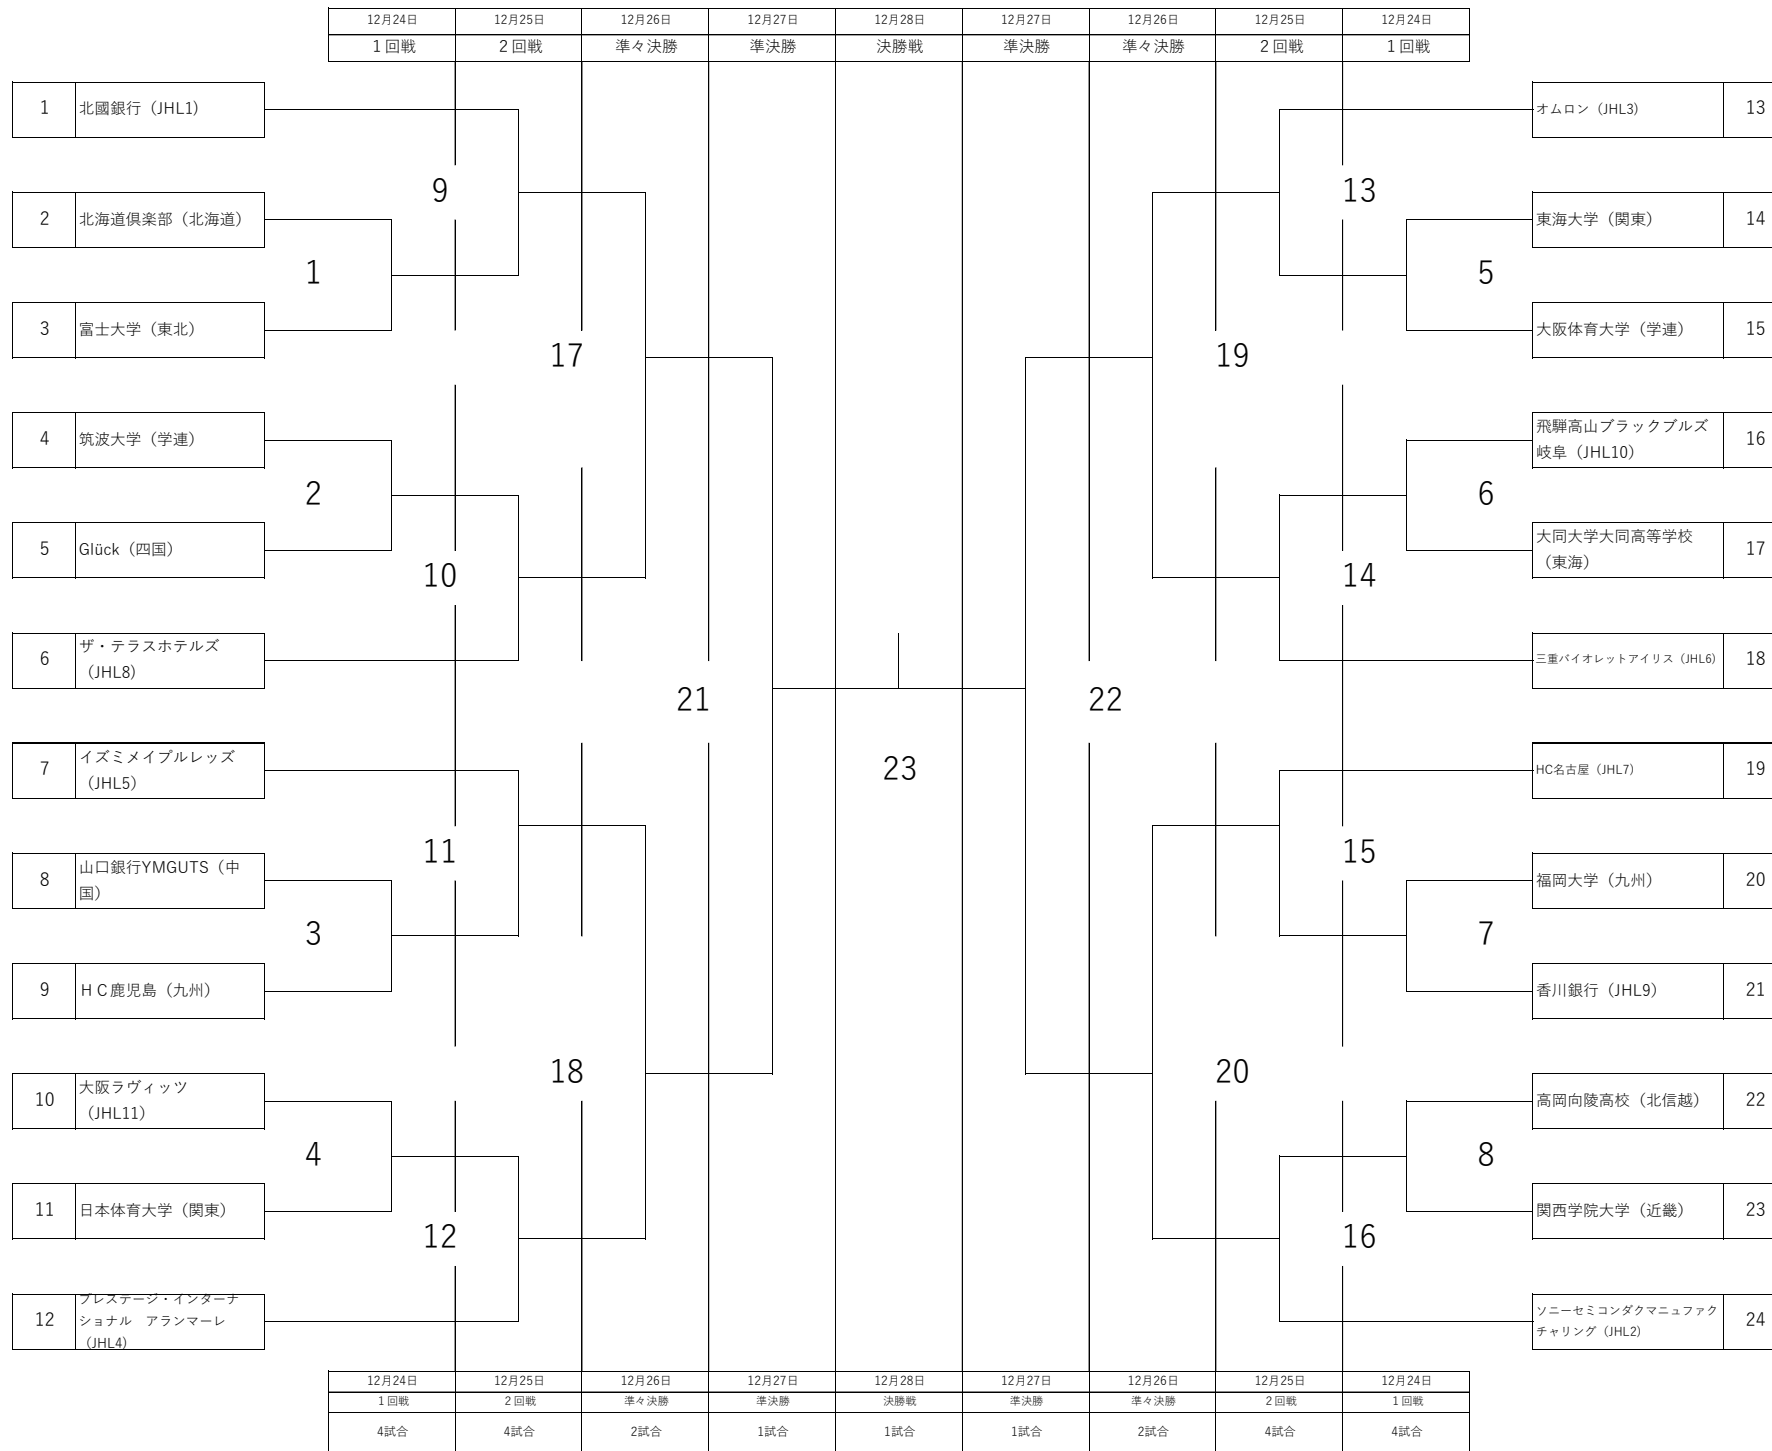 12月24日 12月25日 12月26日 12月27日 12月28日 12月27日 12月26日 12月25日 12月24日
１回戦 ２回戦 準々決勝 準決勝 決勝戦 準決勝 準々決勝 ２回戦 １回戦
1 北國銀行（JHL1) オムロン（JHL3) 13
9 13
2 北海道倶楽部（北海道） 東海大学（関東） 14
1 5
3 富士大学（東北） 大阪体育大学（学連） 15
17 19
4 筑波大学（学連） 飛騨高山ブラックブルズ
岐阜（JHL10） 16
2 6
5 Glück（四国） 大同大学大同高等学校
（東海） 17
10 14
6 ザ・テラスホテルズ
（JHL8） 三重バイオレットアイリス（JHL6) 18
21 22
7 イズミメイプルレッズ
（JHL5） HC名古屋（JHL7） 19
23
11 15
8 山口銀行YMGUTS（中
国） 福岡大学（九州） 20
3 7
9 ＨＣ鹿児島（九州） 香川銀行（JHL9） 21
18 20
10 大阪ラヴィッツ
（JHL11） 高岡向陵高校（北信越） 22
4 8
11 日本体育大学（関東） 関西学院大学（近畿） 23
12 16
12 プレステージ・インターナ
ショナル　アランマーレ
（JHL4) ソニーセミコンダクマニュファク
チャリング（JHL2） 24
12月24日 12月25日 12月26日 12月27日 12月28日 12月27日 12月26日 12月25日 12月24日
１回戦 ２回戦 準々決勝 準決勝 決勝戦 準決勝 準々決勝 ２回戦 １回戦
4試合 4試合 2試合 1試合 1試合 1試合 2試合 4試合 4試合